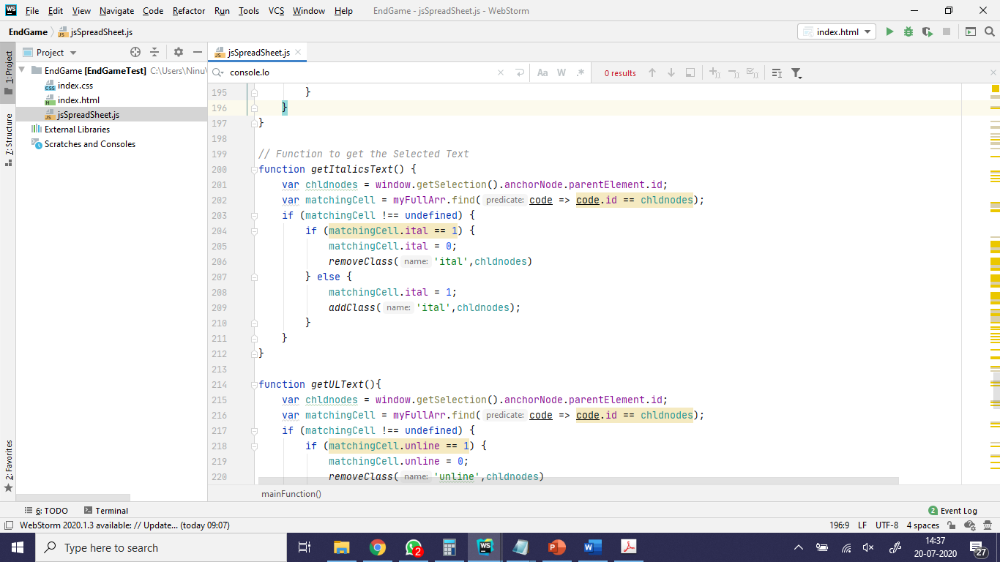 WS File Edit View Navigate Code Refactor Run Tools VCS Window Help EndGame - jsSpreadSheet.js - WebStorm
EndGame jsSpreadSheet.js index.html
1: Project
7: Structure
2: Favorites
Project
EndGame [EndGameTest] C:\Users\Ninu\
index.css
index.html
jsSpreadSheet.js
External Libraries
Scratches and Consoles
jsSpreadSheet.js
console.lo Aa W .* 0 results
195 }
196 }
197 }
198
199 // Function to get the Selected Text
200 function getItalicsText() {
201 var chldnodes = window.getSelection().anchorNode.parentElement.id;
202 var matchingCell = myFullArr.find( predicate: code => code.id == chldnodes);
203 if (matchingCell !== undefined) {
204 if (matchingCell.ital == 1) {
205 matchingCell.ital = 0;
206 removeClass( name: 'ital',chldnodes)
207 } else {
208 matchingCell.ital = 1;
209 addClass( name: 'ital',chldnodes);
210 }
211 }
212 }
213
214 function getULText(){
215 var chldnodes = window.getSelection().anchorNode.parentElement.id;
216 var matchingCell = myFullArr.find( predicate: code => code.id == chldnodes);
217 if (matchingCell !== undefined) {
218 if (matchingCell.unline == 1) {
219 matchingCell.unline = 0;
220 removeClass( name: 'unline',chldnodes)
mainFunction()
6: TODO Terminal 2 Event Log
WebStorm 2020.1.3 available: // Update... (today 09:07) 196:9 LF UTF-8 4 spaces
Type here to search 2 WS 14:37
20-07-2020 27